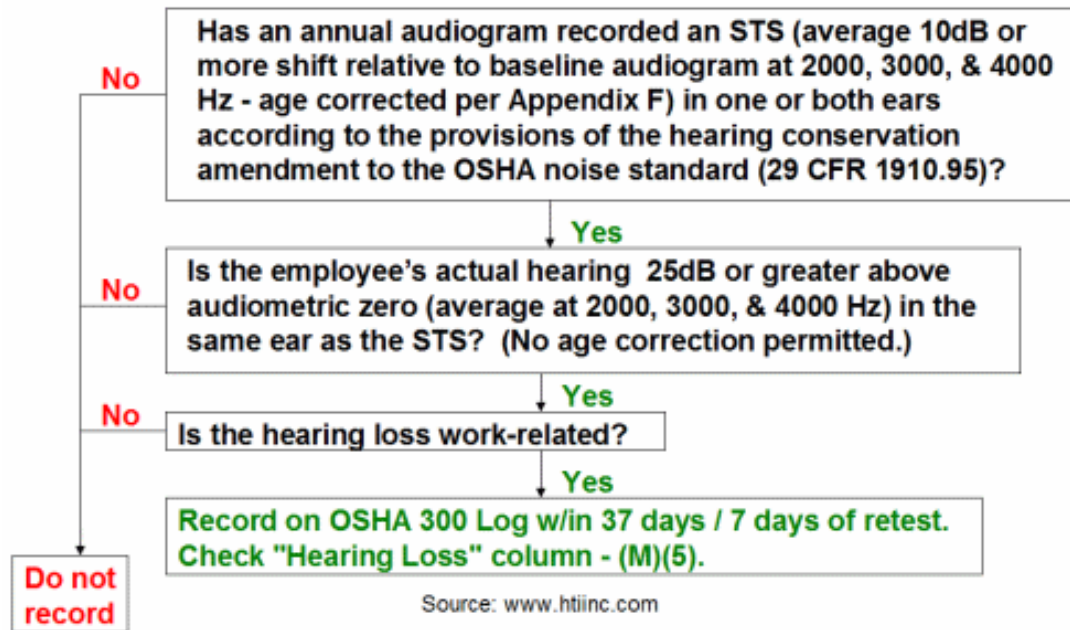 Has an annual audiogram recorded an STS (average 10dB or
No
more shift relative to baseline audiogram at 2000, 3000, & 4000
Hz - age corrected per Appendix F) in one or both ears
according to the provisions of the hearing conservation
amendment to the OSHA noise standard (29 CFR 1910.95)?
Yes
Is the employee's actual hearing 25dB or greater above
No
audiometric zero (average at 2000, 3000, & 4000 Hz) in the
same ear as the STS? (No age correction permitted.)
Yes
No
Is the hearing loss work-related?
Yes
Record on OSHA 300 Log w/in 37 days / 7 days of retest.
Check "Hearing Loss" column - (M)(5).
Do not
record
Source: www.htiinc.com